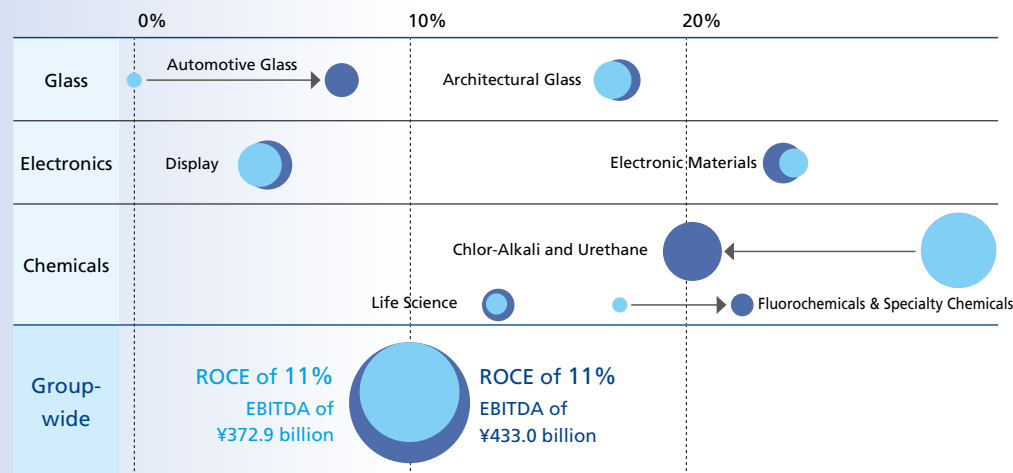 0%
10%
20%
Glass
Automotive Glass
Architectural Glass
Electronics
Display
Electronic Materials
Chemicals
Chlor-Alkali and Urethane
Life Science
Fluorochemicals & Specialty Chemicals
Group-
wide
ROCE of 11%
EBITDA of
¥372.9 billion
ROCE of 11%
EBITDA of
¥433.0 billion